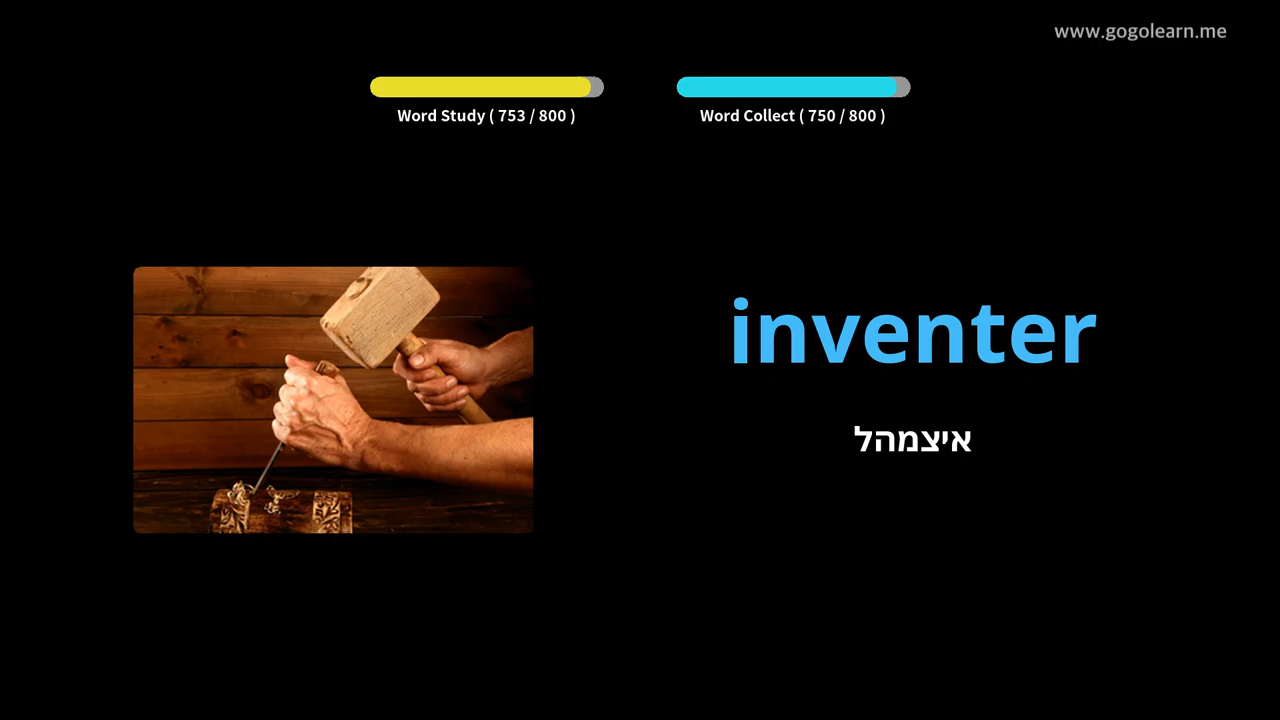 www.gogolearn.me
Word Study ( 753 / 800 )
Word Collect ( 750 / 800 )
inventer
איצמהל